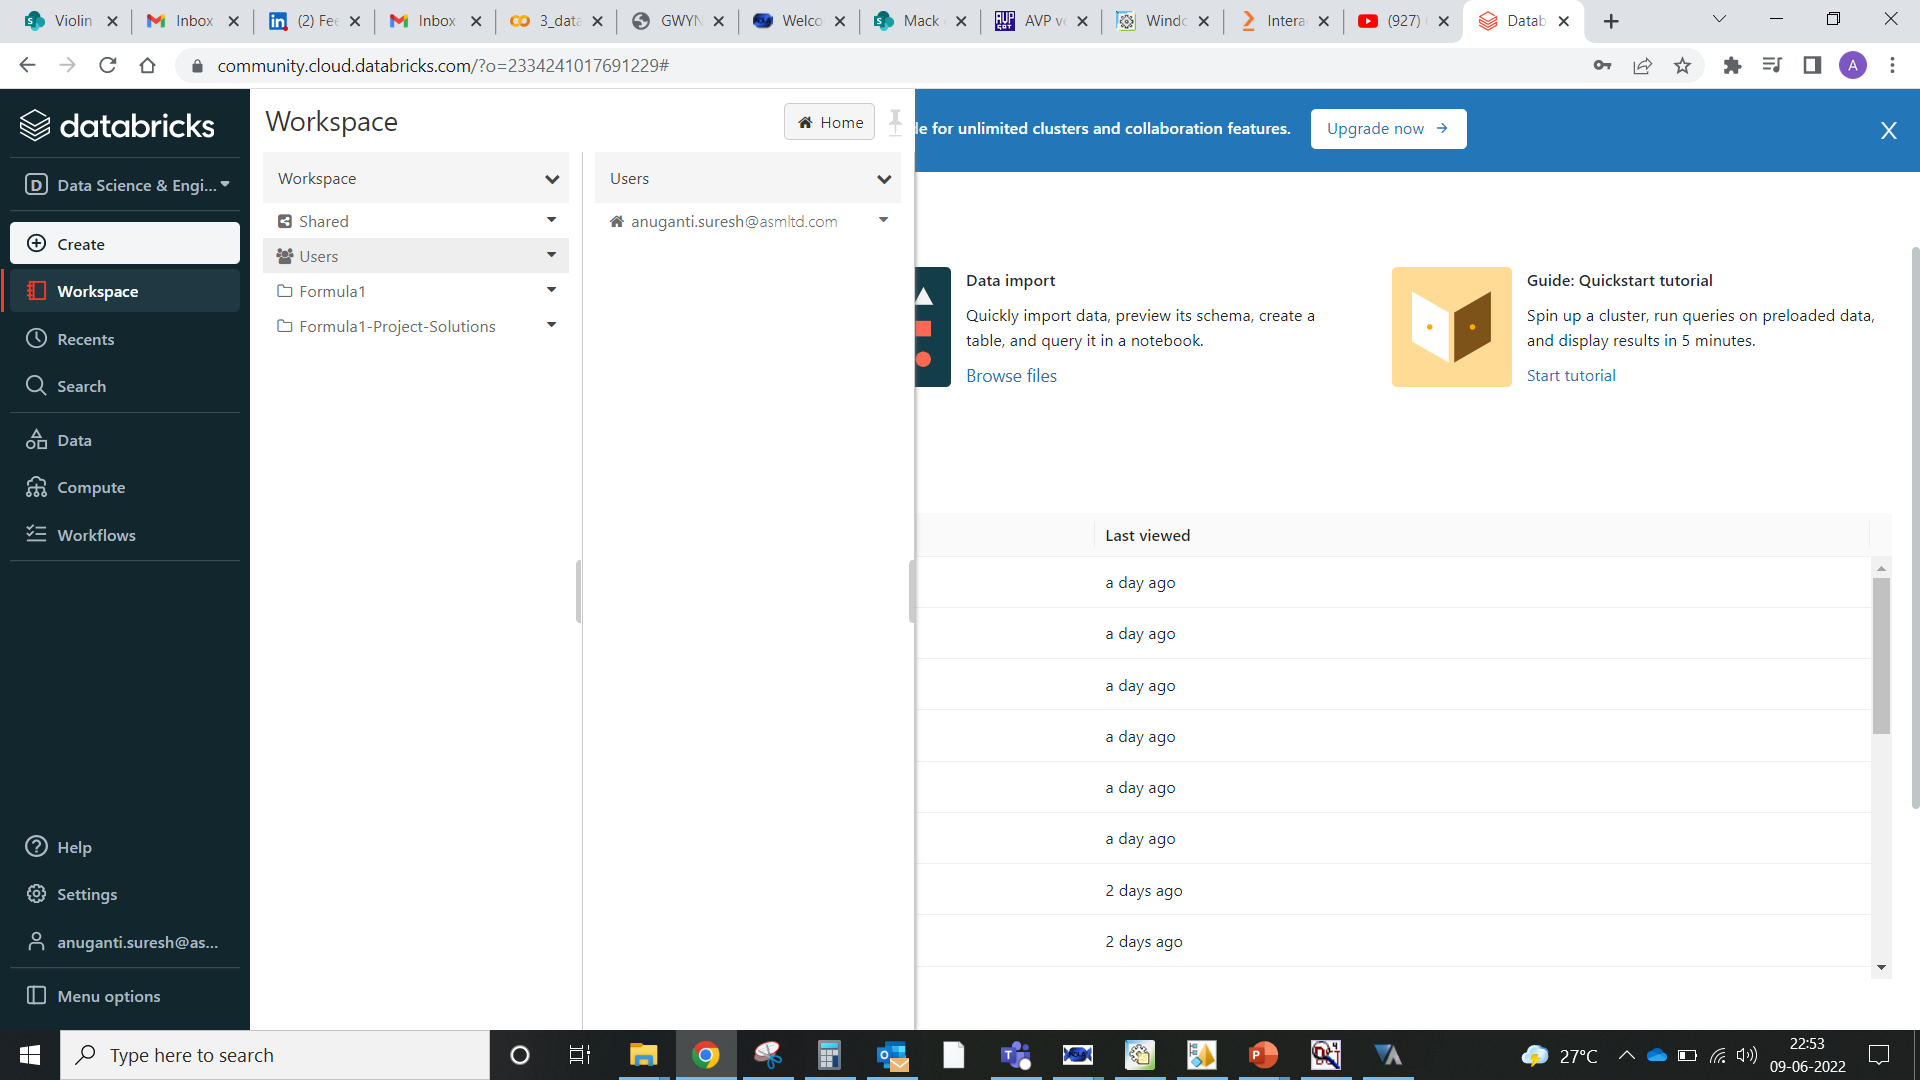 Violin
Inbox
(2) Fee
Inbox
3_data
GWYN
Welco
Mack
AVP ve
Windo
Intera
(927)
Datab
community.cloud.databricks.com/?o=2334241017691229#
A
databricks
D Data Science & Engi...
Create
Workspace
Recents
Search
Data
Compute
Workflows
Help
Settings
anuganti.suresh@as...
Menu options
Workspace
Home
Workspace
Shared
Users
Formula1
Formula1-Project-Solutions
Users
anuganti.suresh@asmltd.com
for unlimited clusters and collaboration features.
Upgrade now
X
Data import
Quickly import data, preview its schema, create a
table, and query it in a notebook.
Browse files
Guide: Quickstart tutorial
Spin up a cluster, run queries on preloaded data,
and display results in 5 minutes.
Start tutorial
Last viewed
a day ago
a day ago
a day ago
a day ago
a day ago
a day ago
2 days ago
2 days ago
Type here to search
27°C
22:53
09-06-2022